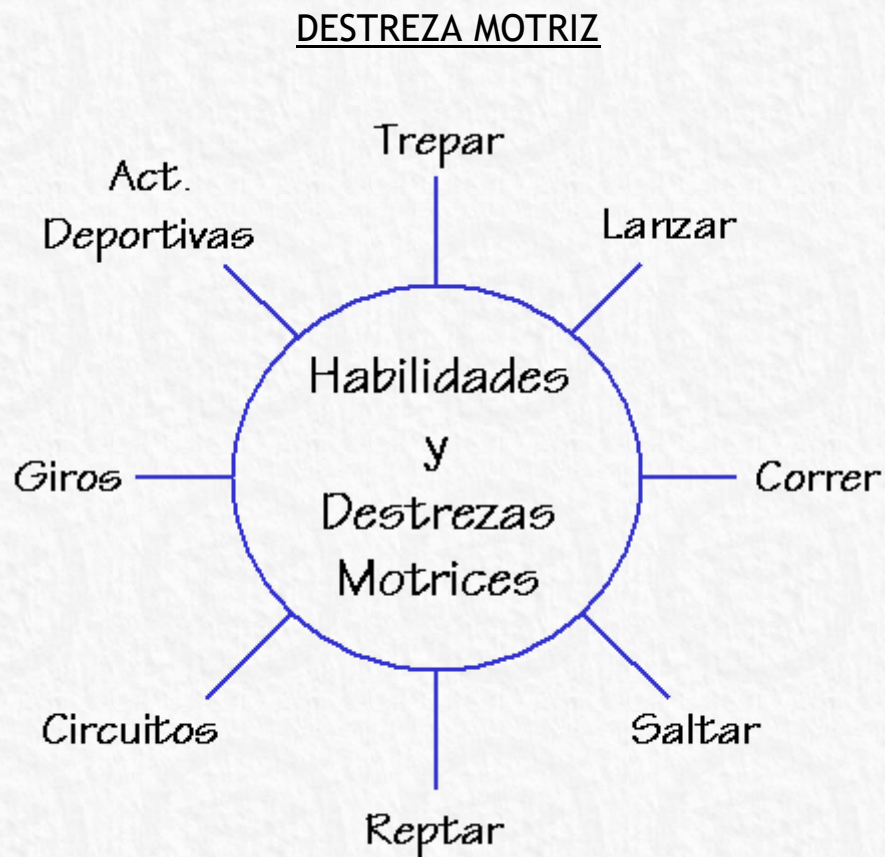 DESTREZA MOTRIZ
Trepar
Act.
Deportivas
Lanzar
Habilidades
y
Destrezas
Motrices
Giros
Correr
Circuitos
Saltar
Reptar